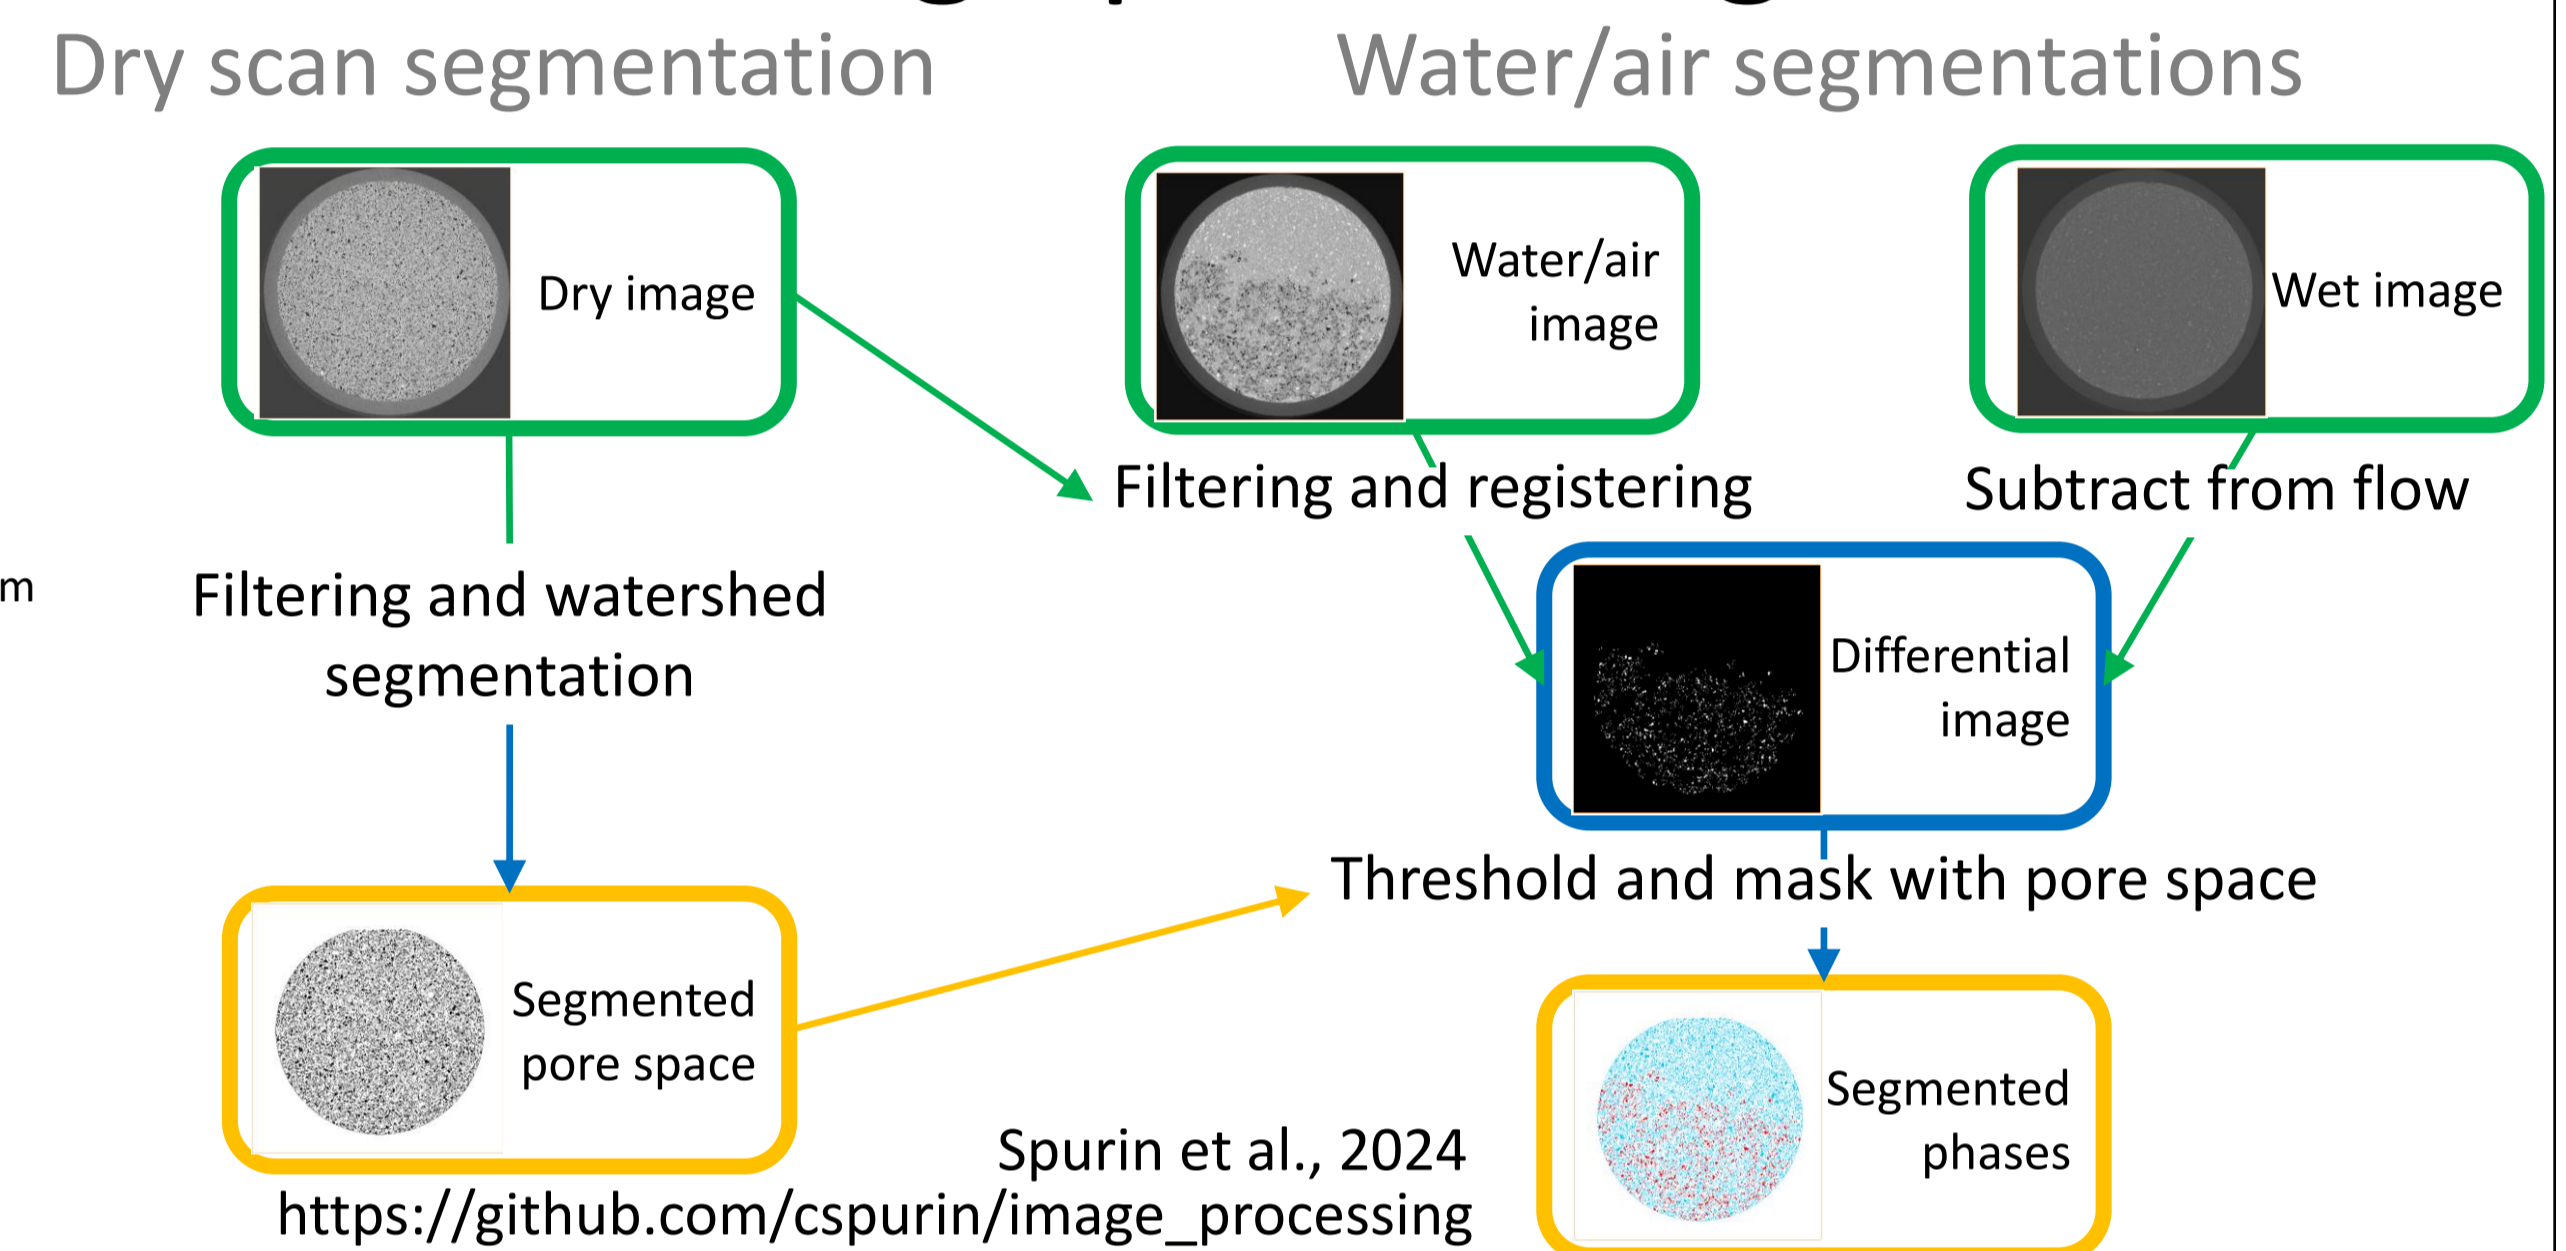 Dry scan segmentation
Water/air segmentations
Dry image
Water/air
image
Wet image
Filtering and registering
Subtract from flow
m
Filtering and watershed
segmentation
Differential
image
Threshold and mask with pore space
Segmented
pore space
Segmented
phases
Spurin et al., 2024
https://github.com/cspurin/image_processing